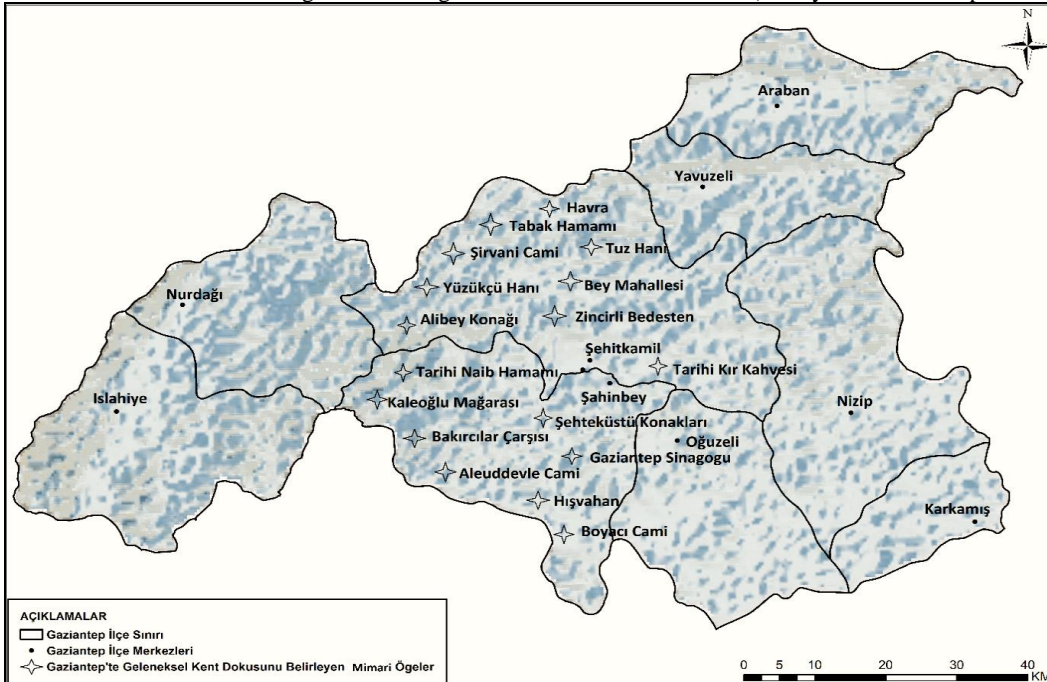 N
Araban
Yavuzeli
Havra
Tabak Hamamı
Tuz Hanı
Şirvani Cami
Nurdağı
Yüzükçü Hanı
Bey Mahallesi
Alibey Konağı
Zincirli Bedesten
Şehitkamil
Tarihi Naib Hamamı
Tarihi Kır Kahvesi
Şahinbey
Islahiye
Kaleoğlu Mağarası
Nizip
Şehteküstü Konakları
Bakırcılar Çarşısı
Oğuzeli
Gaziantep Sinagogu
Aleuddevle Cami
Hışvahan
Karkamış
Boyacı Cami
AÇIKLAMALAR
Gaziantep İlçe Sınırı
Gaziantep İlçe Merkezleri
Gaziantep'te Geleneksel Kent Dokusunu Belirleyen Mimari Ögeler
0 5 10 20 30 40
KM